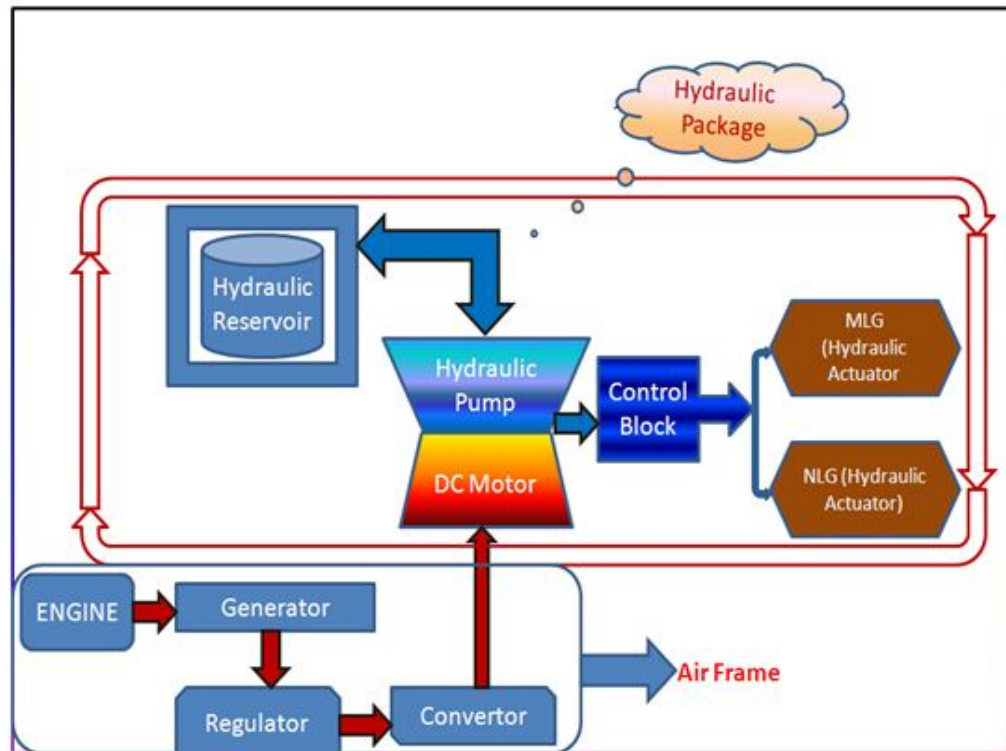 Hydraulic
Package
Hydraulic
Reservoir
Hydraulic
Pump
DC Motor
Control
Block
MLG
(Hydraulic
Actuator
NLG (Hydraulic
Actuator)
ENGINE
Generator
Regulator
Convertor
Air Frame